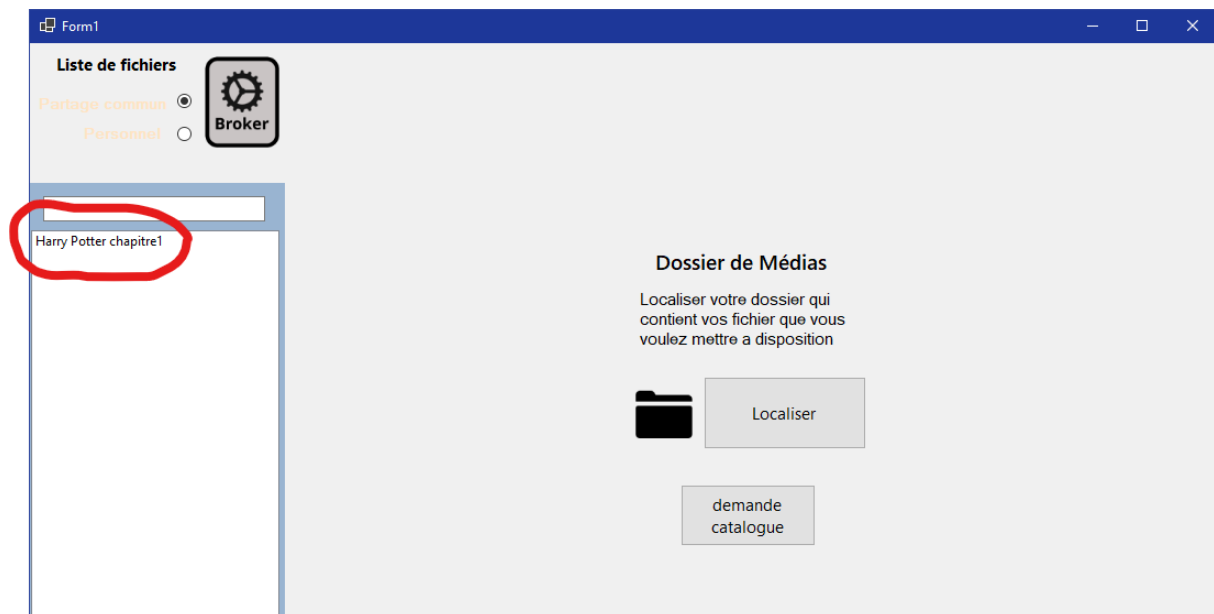 Form1
Liste de fichiers
Partage commun
Personnel
Broker
Harry Potter chapitre1
Dossier de Médias
Localiser votre dossier qui
contient vos fichier que vous
voulez mettre a disposition
Localiser
demande
catalogue